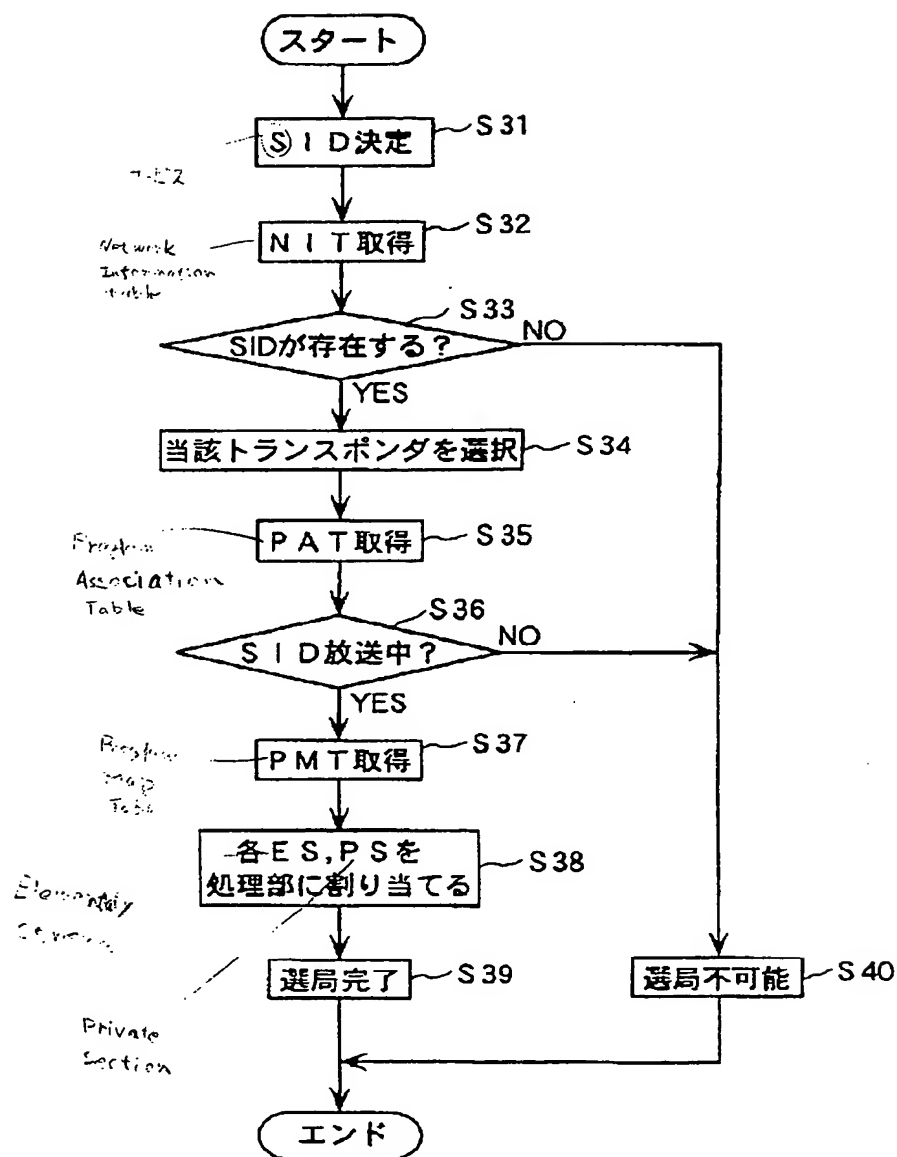 スタート
SID決定
S31
サービス
NIT取得
S32
Network
Information
Table
S33
SIDが存在する?
NO
YES
当該トランスポンダを選択
S34
PAT取得
S35
Program
Association
Table
S36
SID放送中?
NO
YES
PMT取得
S37
Program
Map
Table
各ES,PSを
処理部に割り当てる
S38
Elementary
選局完了
S39
選局不可能
S40
Private
Section
エンド